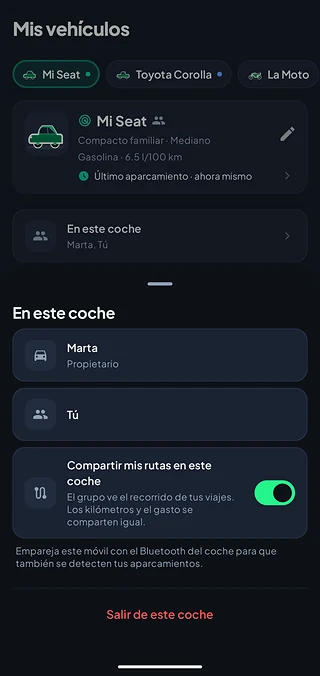 Mis vehículos
Mi Seat
Toyota Corolla
La Moto
Mi Seat
Compacto familiar · Mediano
Gasolina · 6.5 l/100 km
Último aparcamiento · ahora mismo
En este coche
Marta, Tú
En este coche
Marta
Propietario
Tú
Compartir mis rutas en este
coche
El grupo ve el recorrido de tus viajes.
Los kilómetros y el gasto se
comparten igual.
Empareja este móvil con el Bluetooth del coche para que
también se detecten tus aparcamientos.
Salir de este coche